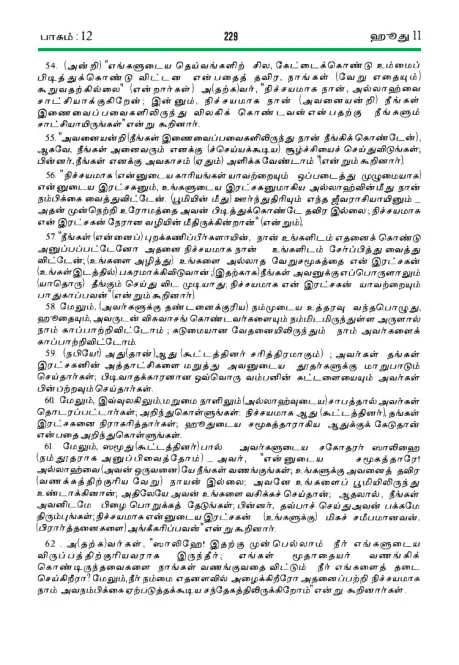 பாகம் : 12 229 ஹூது 11
54. (அன்றி) "எங்களுடைய தெய்வங்களிற் சில, கேட்டைக்கொண்டு உம்மைப்
பிடித்துக்கொண்டு விட்டன என்பதைத் தவிர, நாங்கள் (வேறு எதையும்)
கூறுவதற்கில்லை" (என்றார்கள்) அ(தற்க)வர், "நிச்சயமாக நான், அல்லாஹ்வை
சாட்சியாக்குகிறேன்; இன்னும், நிச்சயமாக நான் (அவனையன்றி) நீங்கள்
இணைவைப்பவைகளிலிருந்து விலகிக் கொண்டவன்என்பதற்கு நீங்களும்
சாட்சியாயிருங்கள்"என்று கூறினார்.
55. "அவனையன்றி (நீங்கள் இணைவைப்பவைகளிலிருந்து நான் நீங்கிக்கொண்டேன்),
ஆகவே, நீங்கள் அனைவரும் எனக்கு (ச்செய்யக்கூடிய) சூழ்ச்சியைச் செய்துவிடுங்கள்;
பின்னர், நீங்கள் எனக்கு அவகாசம் (ஏதும்) அளிக்க வேண்டாம்" (என்றும் கூறினார்).
56. "நிச்சயமாக (என்னுடைய காரியங்கள் யாவற்றையும் ஒப்படைத்து முழுமையாக)
என்னுடைய இரட்சகனும், உங்களுடைய இரட்சகனுமாகிய அல்லாஹ்வின்மீது நான்
நம்பிக்கை வைத்துவிட்டேன். (பூமியின் மீது) ஊர்ந்துதிரியும் எந்த ஜீவராசியாயினும் _
அதன் முன்நெற்றி உரோமத்தை அவன் பிடித்துக்கொண்டே தவிர இல்லை ; நிச்சயமாக
என் இரட்சகன் நேரான வழியின் மீதிருக்கின்றான்" (என்றும்),
57. "நீங்கள் (என்னைப்) புறக்கணிப்பீர்களாயின், நான் உங்களிடம் எதனைக் கொண்டு
அனுப்பப்பட்டேனோ அதனை நிச்சயமாக நான் உங்களிடம் சேர்ப்பித்து வைத்து
விட்டேன்; (உங்களை அழித்து) உங்களை அல்லாத வேறுசமூகத்தை என் இரட்சகன்
(உங்கள்இடத்தில்) பகரமாக்கிவிடுவான் ; (இதற்காக) நீங்கள் அவனுக்கு எப்பொருளாலும்
(யாதொரு) தீங்கும் செய்து விட முடியாது; நிச்சயமாக என் இரட்சகன் யாவற்றையும்
பாதுகாப்பவன்" (என்றும் கூறினார்).
58. மேலும், (அவர்களுக்கு தண்டனைக்குரிய) நம்முடைய உத்தரவு வந்தபொழுது,
ஹூதையும், அவருடன் விசுவாசங் கொண்டவர்களையும் நம்மிடமிருந்துள்ள அருளால்
நாம் காப்பாற்றிவிட்டோம் ; கடுமையான வேதனையிலிருந்தும் நாம் அவர்களைக்
காப்பாற்றிவிட்டோம்.
59. (நபியே!) அது(தான்)ஆது (கூட்டத்தினர் சரித்திரமாகும்) ; அவர்கள் தங்கள்
இரட்சகனின் அத்தாட்சிகளை மறுத்து அவனுடைய தூதர்களுக்கு மாறுபாடும்
செய்தார்கள்; பிடிவாதக்காரனான ஒவ்வொரு வம்பனின் கட்டளையையும் அவர்கள்
பின்பற்றவும்செய்தார்கள்.
60. மேலும், இவ்வுலகிலும்,மறுமை நாளிலும்(அல்லாஹ்வுடைய)சாபத்தால்அவர்கள்
தொடரப்பட்டார்கள்; அறிந்துகொள்ளுங்கள்: நிச்சயமாக ஆது (கூட்டத்தினர்), தங்கள்
இரட்சகனை நிராகரித்தார்கள்; ஹூதுடைய சமூகத்தாராகிய ஆதுக்குக் கேடுதான்
என்பதை அறிந்துகொள்ளுங்கள்.
61. மேலும், ஸமூது(கூட்டத்தினர்)பால் அவர்களுடைய சகோதரர் ஸாலிஹை
(நம்தூதராக அனுப்பிவைத்தோம்) _ அவர், "என்னுடைய சமூகத்தாரே!
அல்லாஹ்வை(அவன் ஒருவனை)யே நீங்கள் வணங்குங்கள்; உங்களுக்கு அவனைத் தவிர
(வணக்கத்திற்குரிய வேறு) நாயன் இல்லை; அவனே உங்களைப் பூமியிலிருந்து
உண்டாக்கினான்; அதிலேயே அவன் உங்களை வசிக்கச் செய்தான்; ஆதலால், நீங்கள்
அவனிடமே பிழை பொறுக்கத் தேடுங்கள்; பின்னர், தவ்பாச் செய்துஅவன் பக்கமே
திரும்புங்கள்; நிச்சயமாக என்னுடைய இரட்சகன் (உங்களுக்கு) மிகச் சமீபமானவன்,
(பிரார்த்தனைகளை)அங்கீகரிப்பவன்"என்று கூறினார்.
62. அ(தற்க)வர்கள், "ஸாலிஹே! இதற்கு முன்பெல்லாம் நீர் எங்களுடைய
விருப்பத்திற்குரியவராக இருந்தீர்; எங்கள் மூதாதையர் வணங்கிக்
கொண்டிருந்தவைகளை நாங்கள் வணங்குவதை விட்டும் நீர் எங்களைத் தடை
செய்கிறீரா? மேலும், நீர் நம்மை எதனளவில் அழைக்கிறீரோ அதனைப்பற்றி நிச்சயமாக
நாம் அவநம்பிக்கை ஏற்படுத்தக்கூடிய சந்தேகத்திலிருக்கிறோம்" என்று கூறினார்கள்.